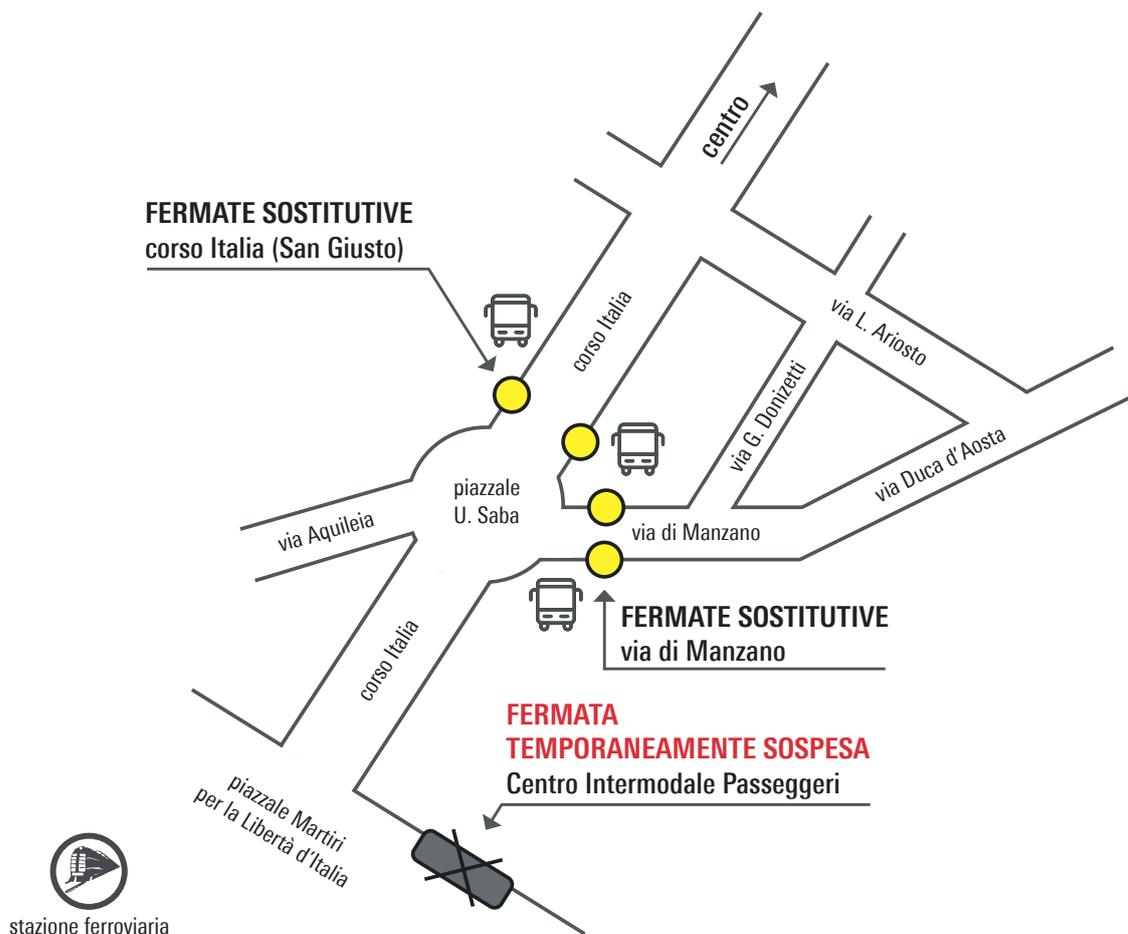 centro
FERMATE SOSTITUTIVE
corso Italia (San Giusto)
corso Italia
via L. Ariosto
via G. Donizetti
via Duca d'Aosta
piazzale
U. Saba
via Aquileia
via di Manzano
FERMATE SOSTITUTIVE
via di Manzano
corso Italia
FERMATA
TEMPORANEAMENTE SOSPESA
Centro Intermodale Passeggeri
piazzale Martiri
per la Libertà d'Italia
stazione ferroviaria